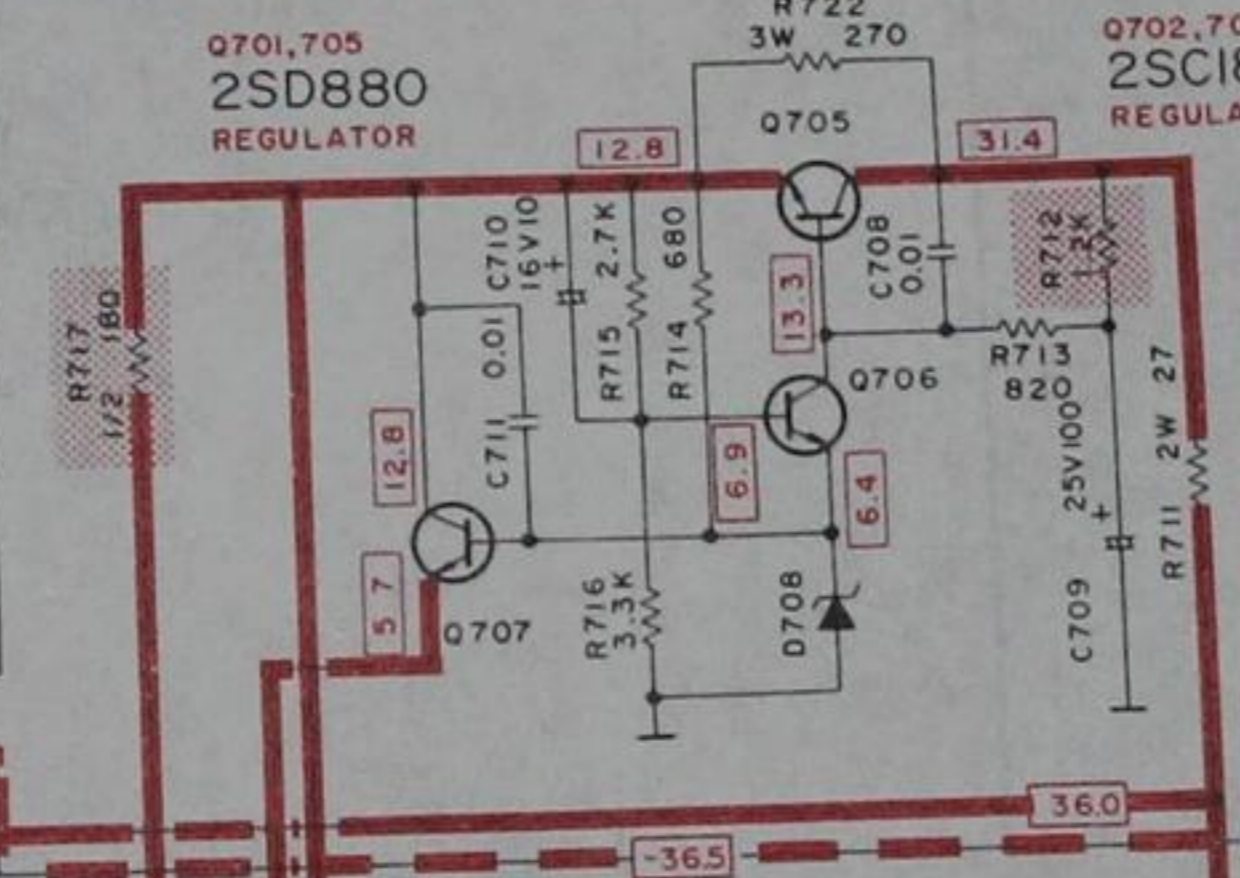 R722
3W 270
Q701,705
2SD880
REGULATOR
Q702,70
2SC18
REGULA
Q705
12.8
31.4
C710
16V10
+
R715 2.7K
R714 680
C708
0.01
R712
13.3
R717
1/2 180
C711 0.01
Q706
R713
820
12.8
6.9
6.4
25V100
+
C709
R711 2W 27
5 7
Q707
R716
3.3K
D708
36.0
-36.5